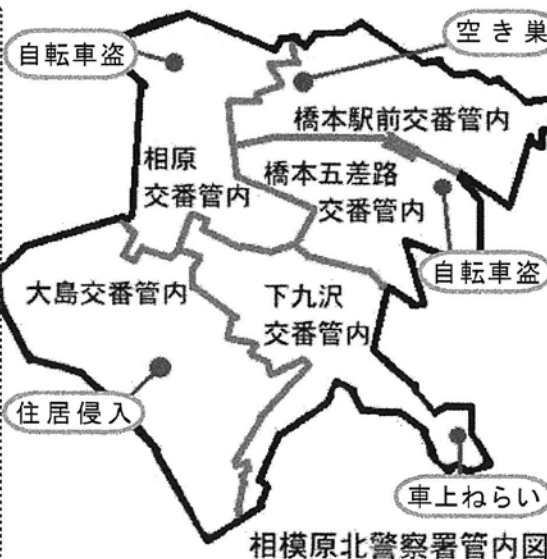 自転車盗
空き巣
橋本駅前交番管内
相原
交番管内
橋本五差路
交番管内
自転車盗
大島交番管内
下九沢
交番管内
住居侵入
車上ねらい
相模原北警察署管内図